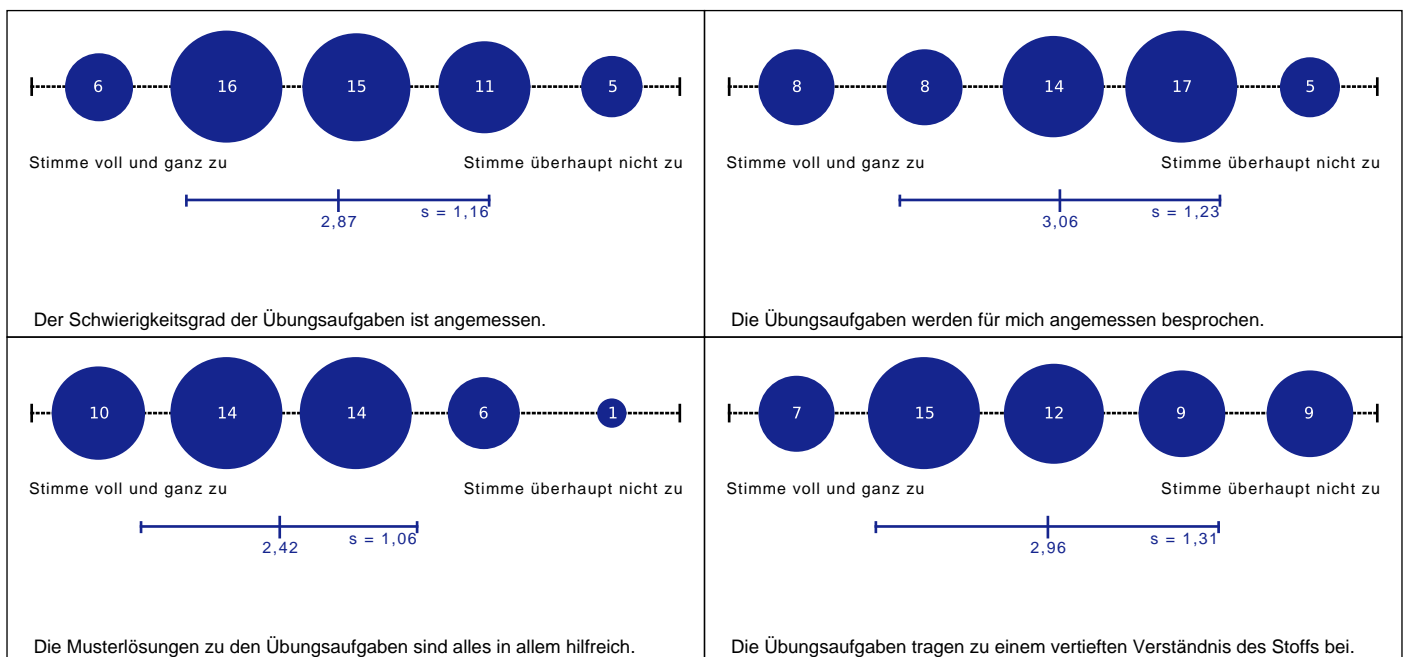 6 16 15 11 5
Stimme voll und ganz zu Stimme überhaupt nicht zu
s = 1,16
2,87
Der Schwierigkeitsgrad der Übungsaufgaben ist angemessen.
8 8 14 17 5
Stimme voll und ganz zu Stimme überhaupt nicht zu
s = 1,23
3,06
Die Übungsaufgaben werden für mich angemessen besprochen.
10 14 14 6 1
Stimme voll und ganz zu Stimme überhaupt nicht zu
s = 1,06
2,42
Die Musterlösungen zu den Übungsaufgaben sind alles in allem hilfreich.
7 15 12 9 9
Stimme voll und ganz zu Stimme überhaupt nicht zu
s = 1,31
2,96
Die Übungsaufgaben tragen zu einem vertieften Verständnis des Stoffs bei.